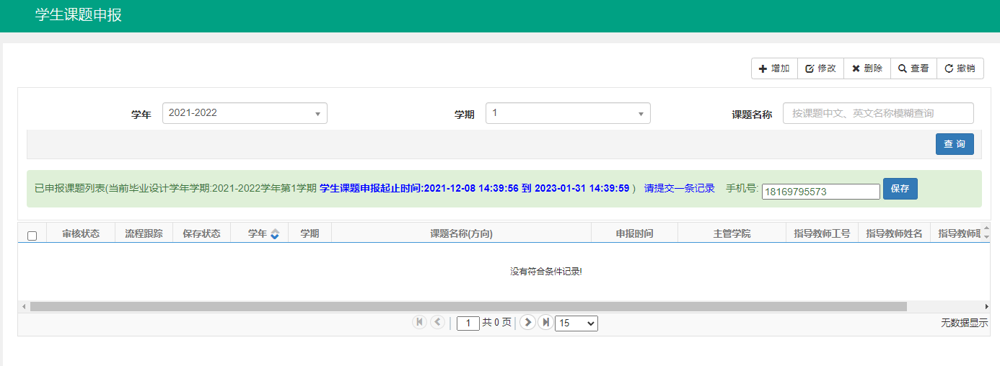 学生课题申报
增加 修改 删除 查看 撤销
学年 2021-2022 学期 1 课题名称 按课题中文、英文名称模糊查询
查 询
已申报课题列表(当前毕业设计学年学期:2021-2022学年第1学期 学生课题申报起止时间:2021-12-08 14:39:56 到 2023-01-31 14:39:59 ) 请提交一条记录 手机号: 18169795573 保存
审核状态 流程跟踪 保存状态 学年 学期 课题名称(方向) 申报时间 主管学院 指导教师工号 指导教师姓名 指导教师
没有符合条件记录!
1 共 0 页 15 无数据显示